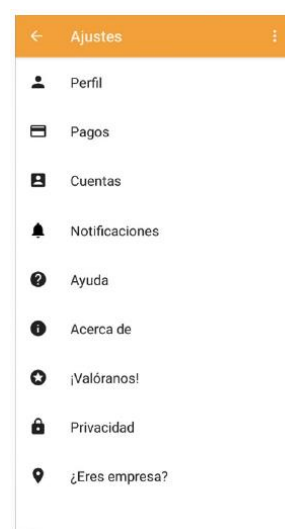 Ajustes
Perfil
Pagos
Cuentas
Notificaciones
Ayuda
Acerca de
¡Valóranos!
Privacidad
¿Eres empresa?